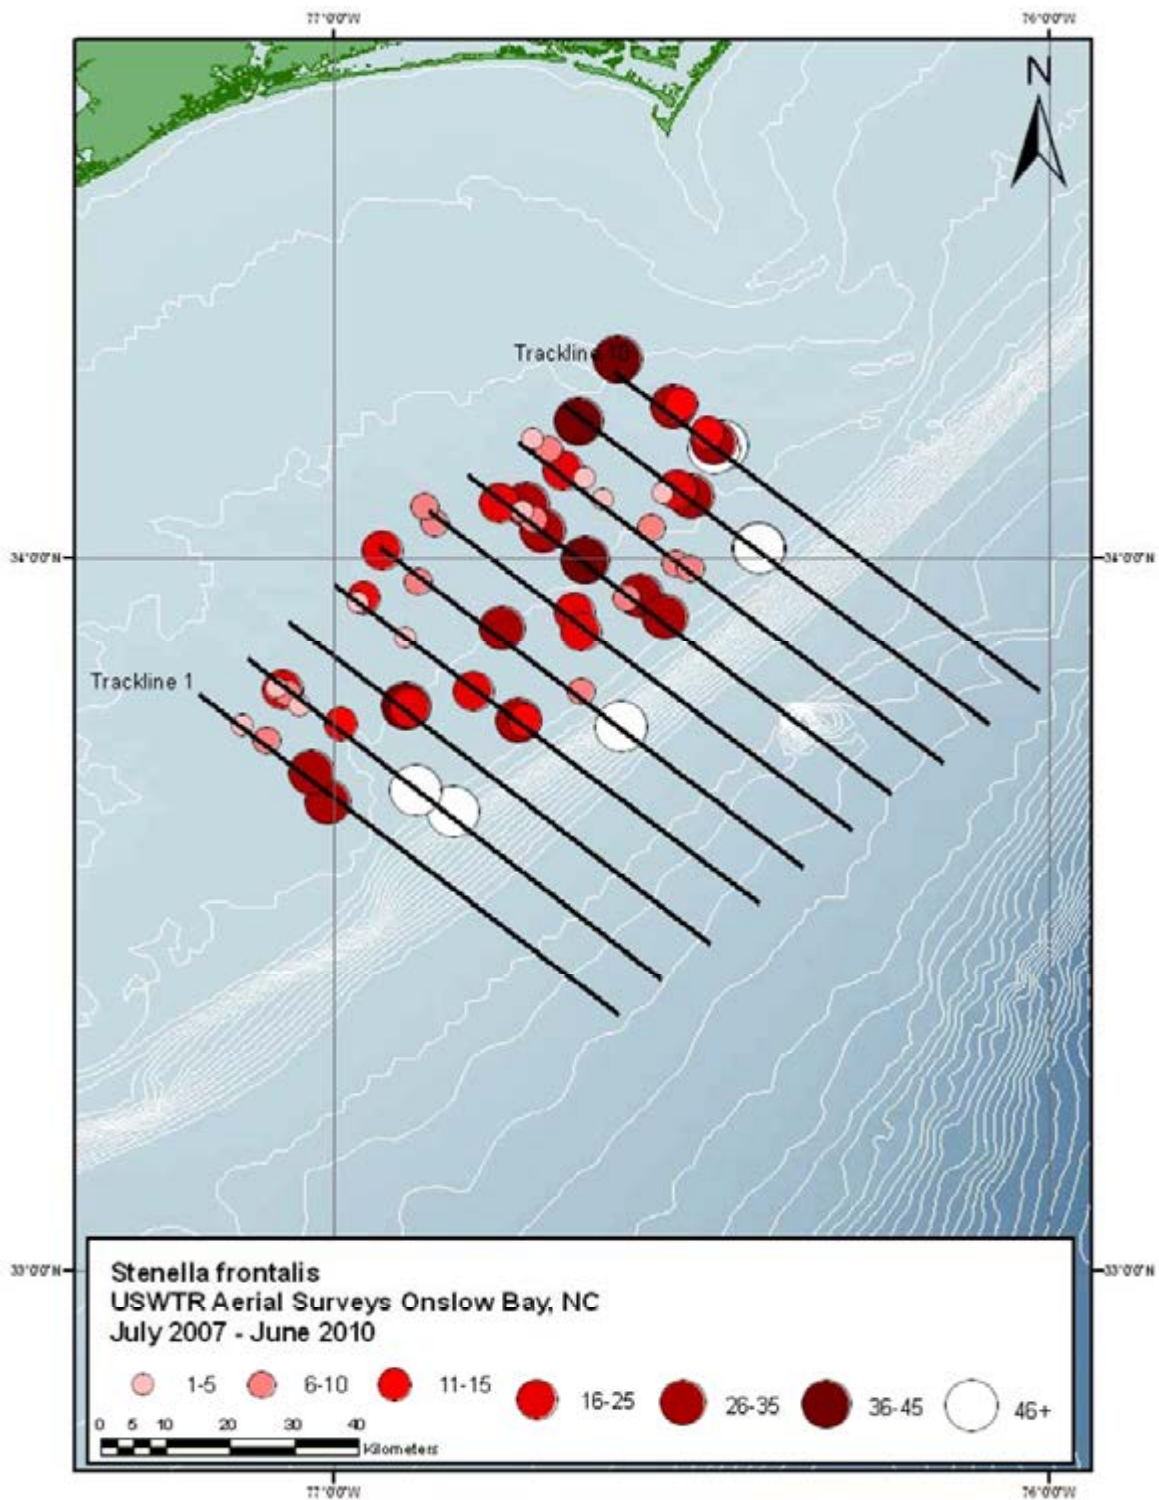 77°0'0"W 76°0'0"W
N
Trackline 10
34°0'0"N 34°0'0"N
Trackline 1
33°0'0"N 33°0'0"N
Stenella frontalis
USWTR Aerial Surveys Onslow Bay, NC
July 2007 - June 2010
1-5 6-10 11-15 16-25 26-35 36-45 46+
0 5 10 20 30 40
Kilometers
77°0'0"W 76°0'0"W